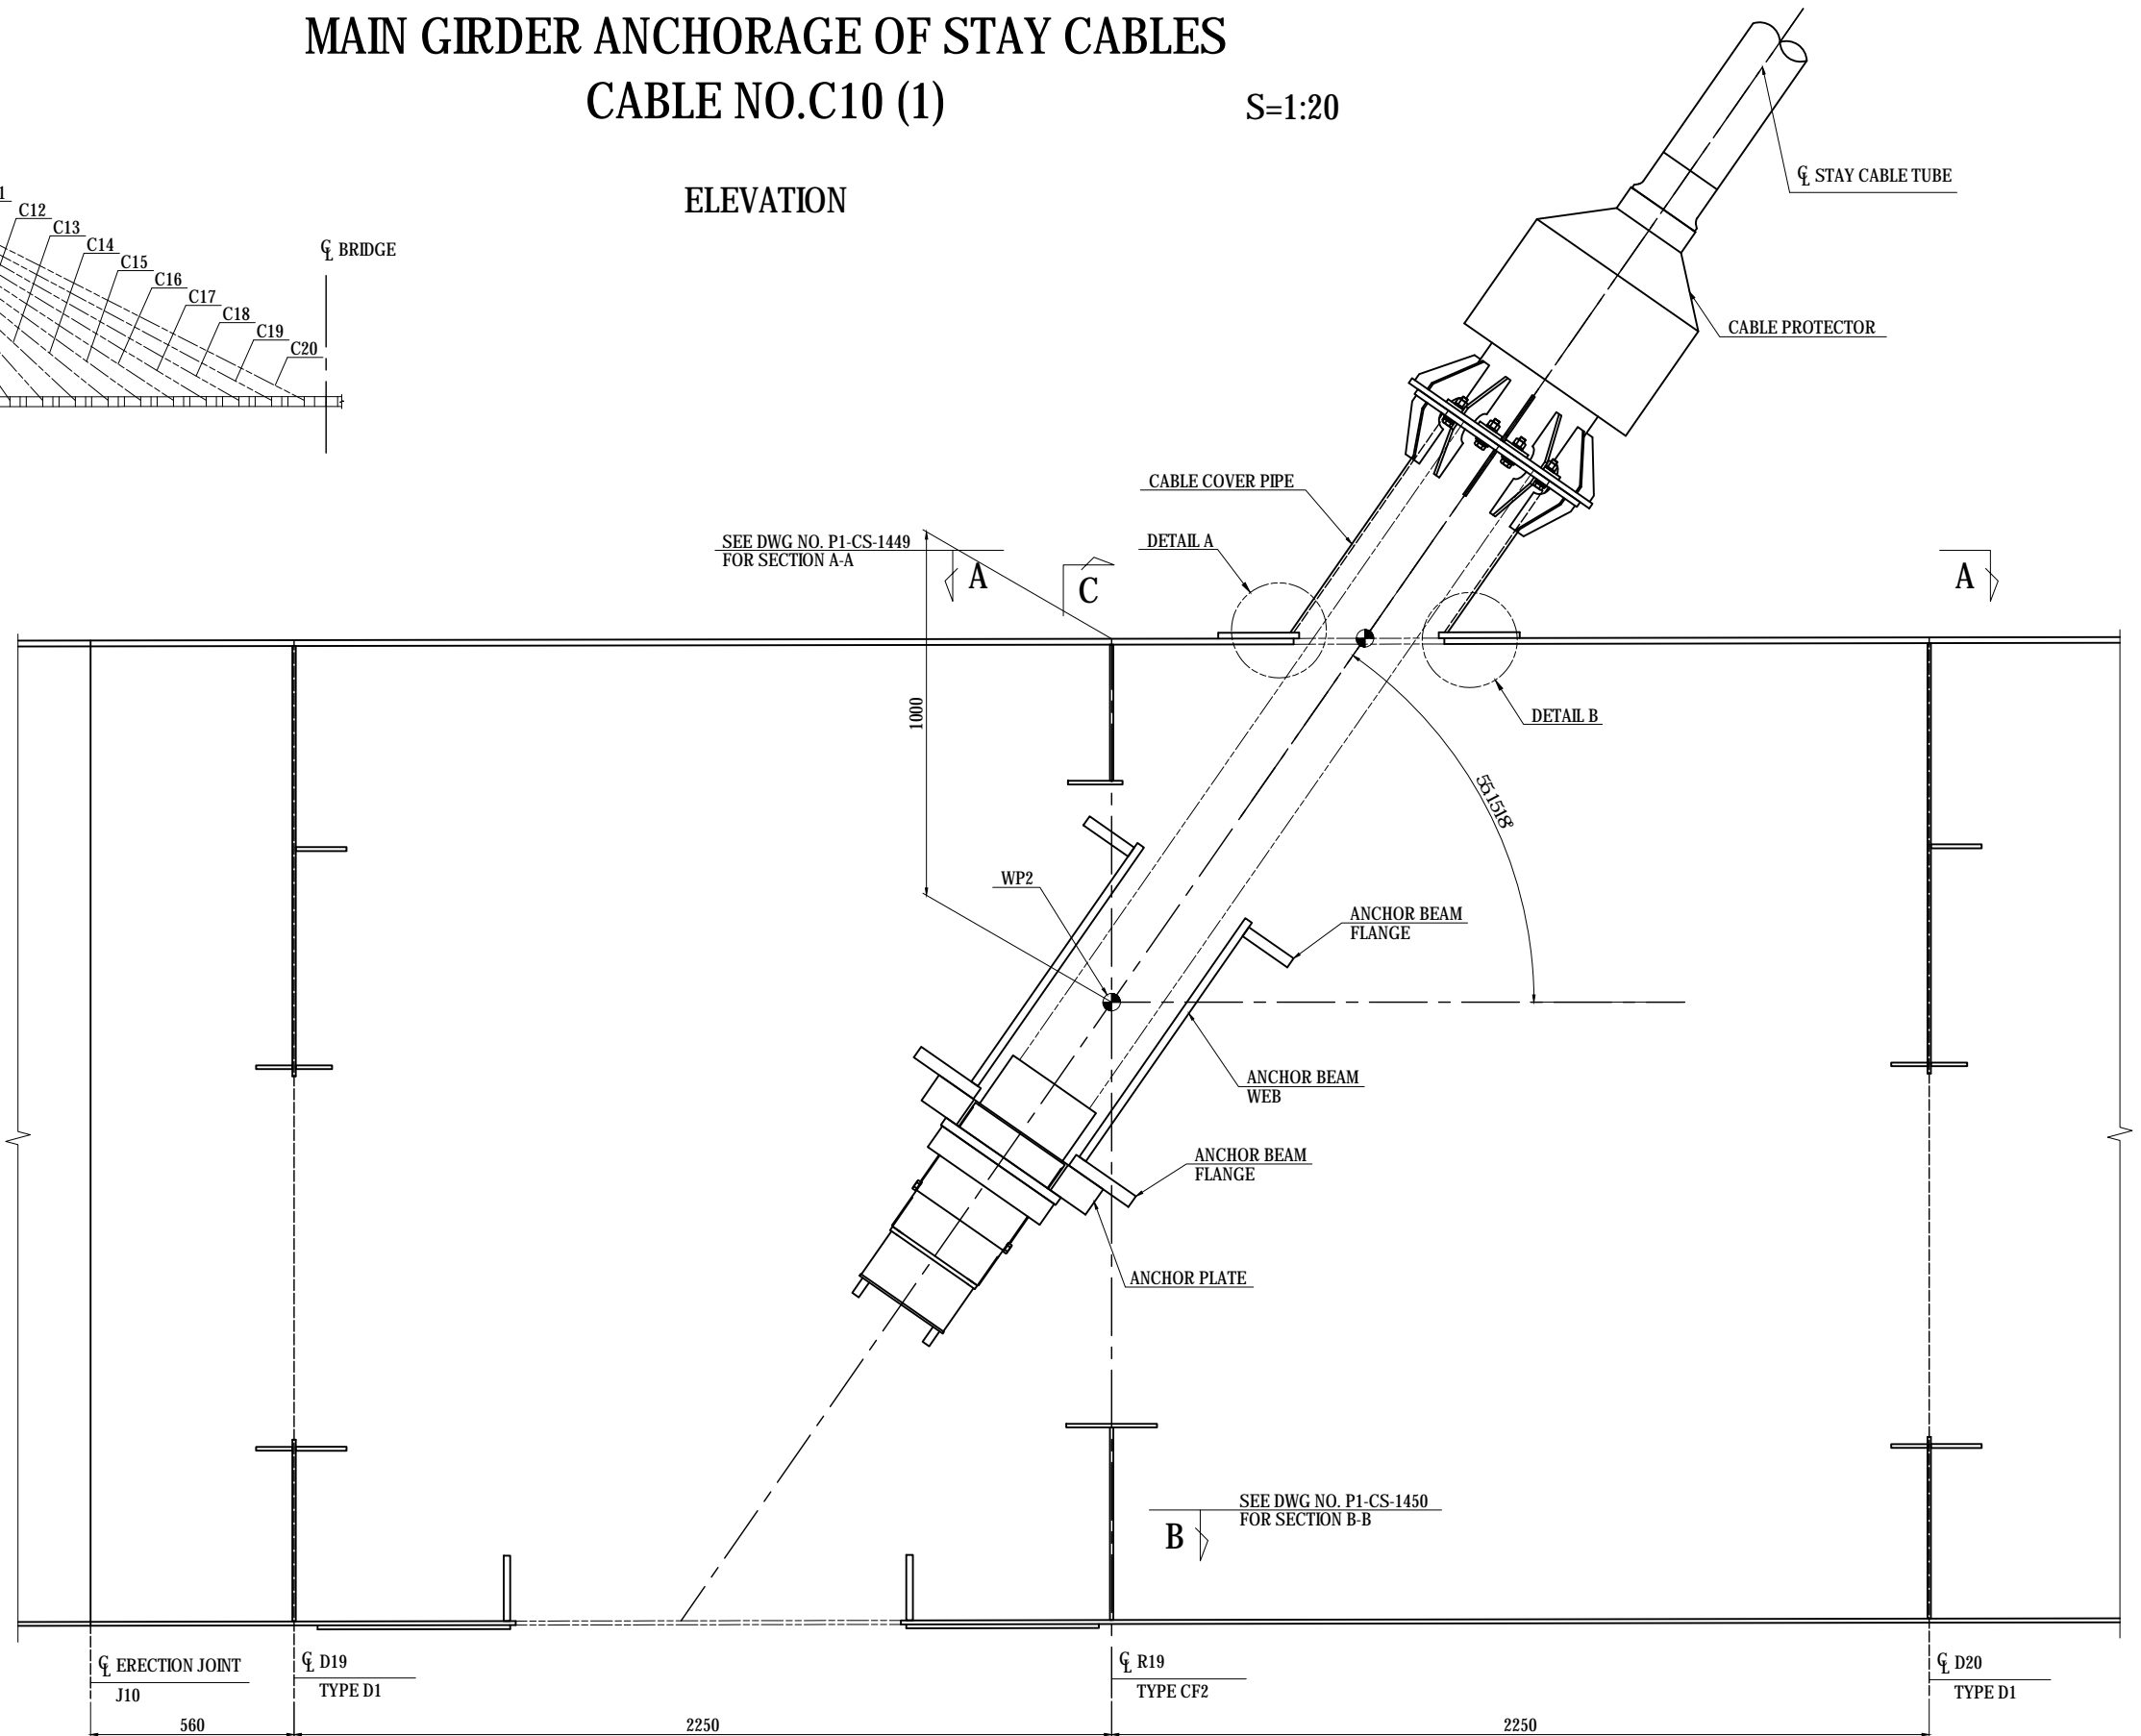 MAIN GIRDER ANCHORAGE OF STAY CABLES
CABLE NO.C10 (1)
S=1:20
ELEVATION
1
C12
C13
C14
C15
C16
C17
C18
C19
C20
℄ BRIDGE
℄ STAY CABLE TUBE
CABLE PROTECTOR
CABLE COVER PIPE
DETAIL A
SEE DWG NO. P1-CS-1449
FOR SECTION A-A
A
C
A
DETAIL B
1000
55.1518°
WP2
ANCHOR BEAM
FLANGE
ANCHOR BEAM
WEB
ANCHOR BEAM
FLANGE
ANCHOR PLATE
SEE DWG NO. P1-CS-1450
FOR SECTION B-B
B
℄ ERECTION JOINT
J10
℄ D19
TYPE D1
℄ R19
TYPE CF2
℄ D20
TYPE D1
560
2250
2250